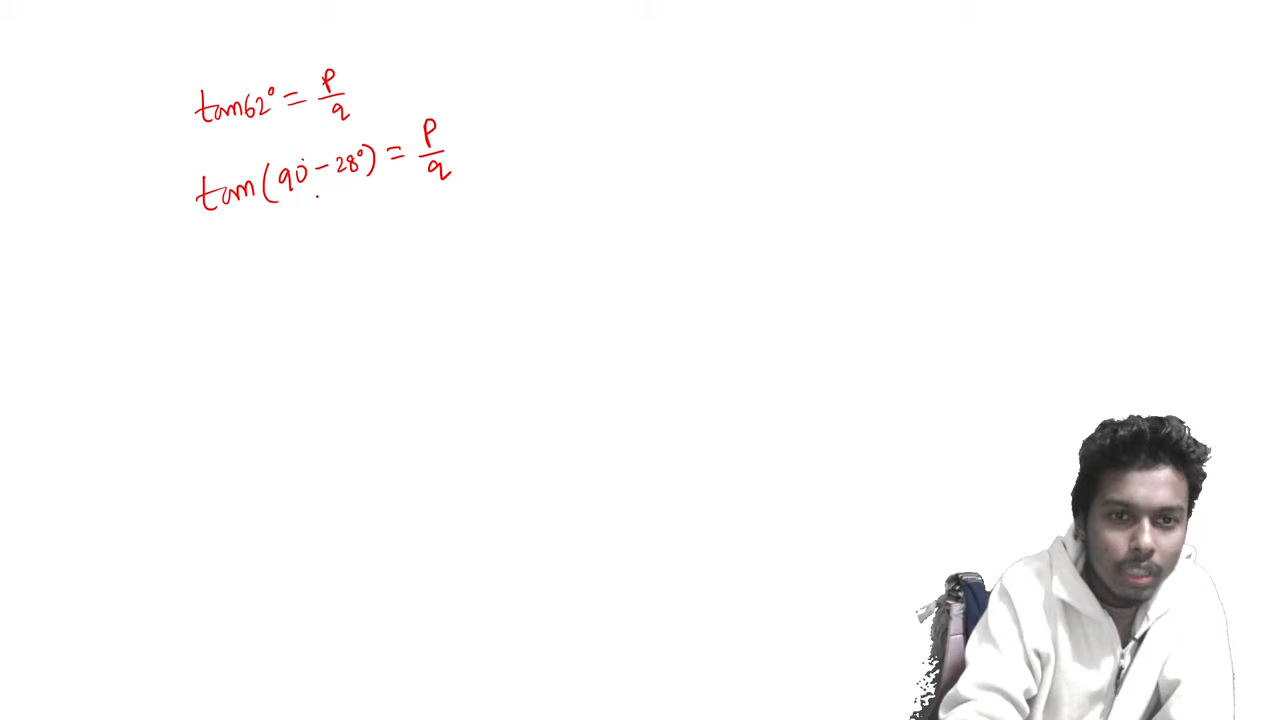 tan62° = p/q
tan(90° - 28°) = p/q